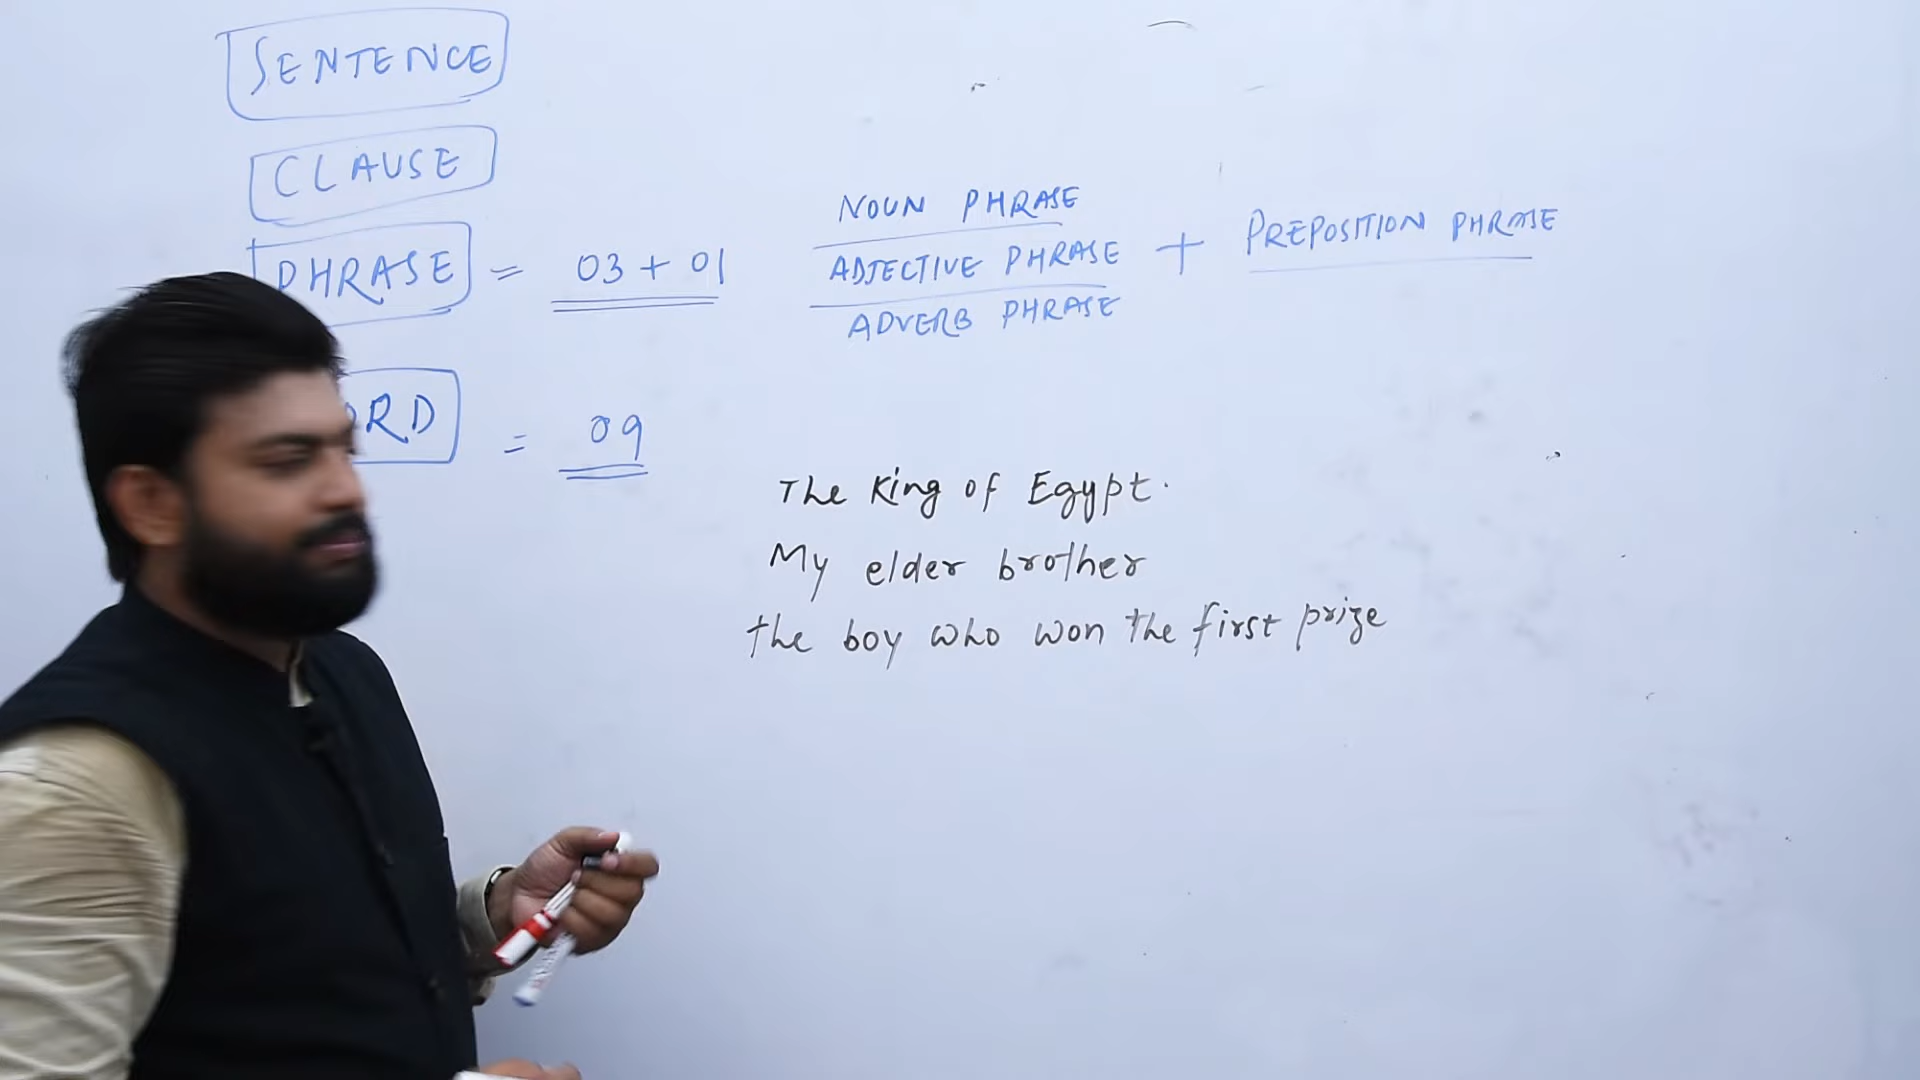 SENTENCE
CLAUSE
PHRASE = 03 + 01
NOUN PHRASE
ADJECTIVE PHRASE + PREPOSITION PHRASE
ADVERB PHRASE
ORD = 09
The King of Egypt.
My elder brother
the boy who won the first prize